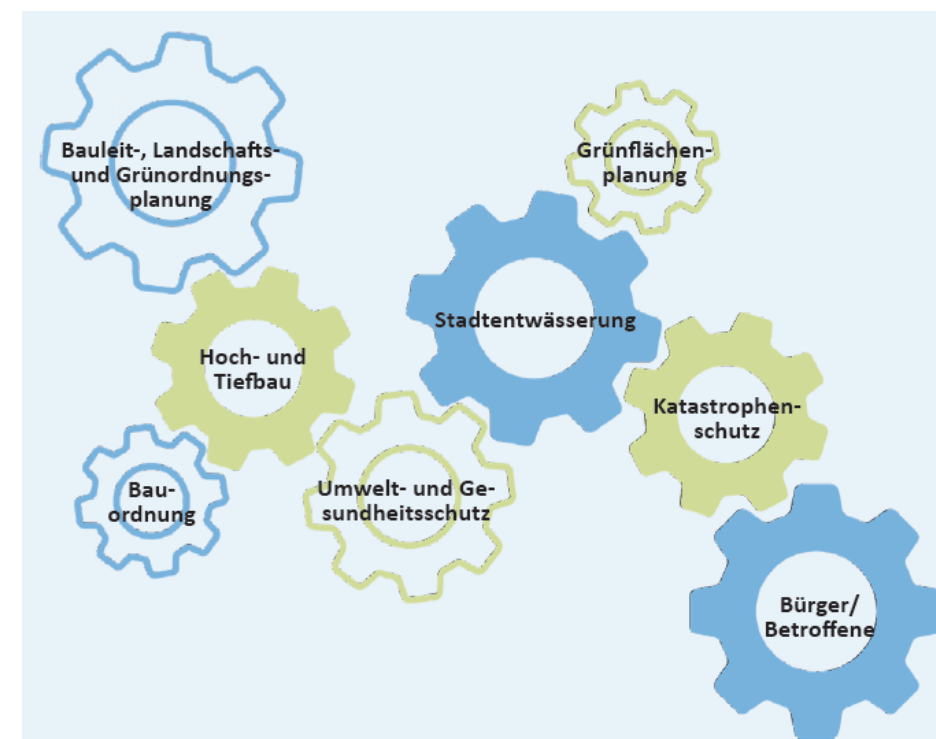 Bauleit-, Landschafts-
und Grünordnungs-
planung
Grünflächen-
planung
Stadtentwässerung
Hoch- und
Tiefbau
Katastrophen-
schutz
Bau-
ordnung
Umwelt- und Ge-
sundheitsschutz
Bürger/
Betroffene